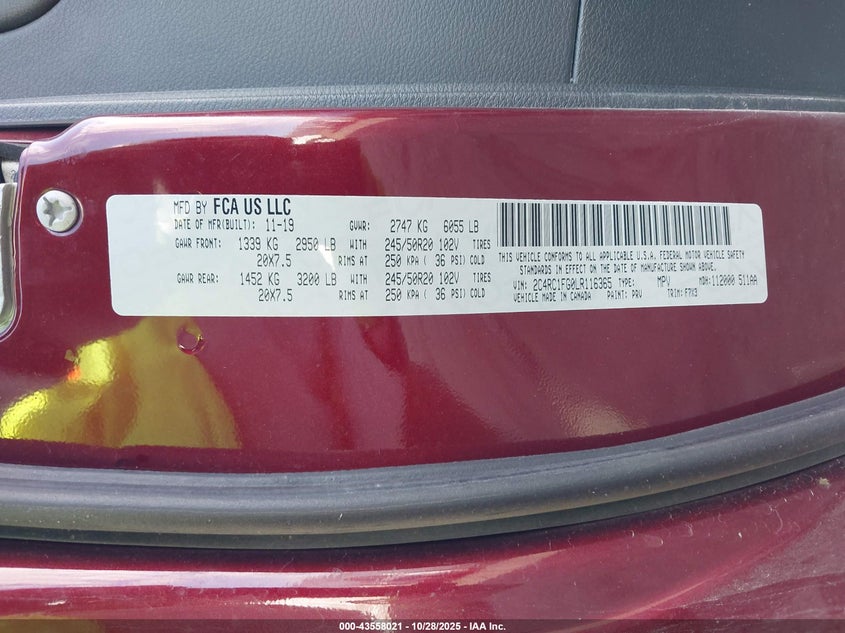 MFD BY FCA US LLC
DATE OF MFR(BUILT): 11-19 GVWR: 2747 KG 6055 LB
GAWR FRONT: 1339 KG 2950 LB WITH 245/50R20 102V TIRES
20X7.5 RIMS AT 250 KPA ( 36 PSI) COLD
GAWR REAR: 1452 KG 3200 LB WITH 245/50R20 102V TIRES
20X7.5 RIMS AT 250 KPA ( 36 PSI) COLD
THIS VEHICLE CONFORMS TO ALL APPLICABLE U.S.A. FEDERAL MOTOR VEHICLE SAFETY
STANDARDS IN EFFECT ON THE DATE OF MANUFACTURE SHOWN ABOVE.
VIN: 2C4RC1FG0LR116365 TYPE: MPV MDH: 112000 511AA
VEHICLE MADE IN CANADA PAINT: PRV TRIM: F7X3
000-43558021 - 10/28/2025 - IAA Inc.